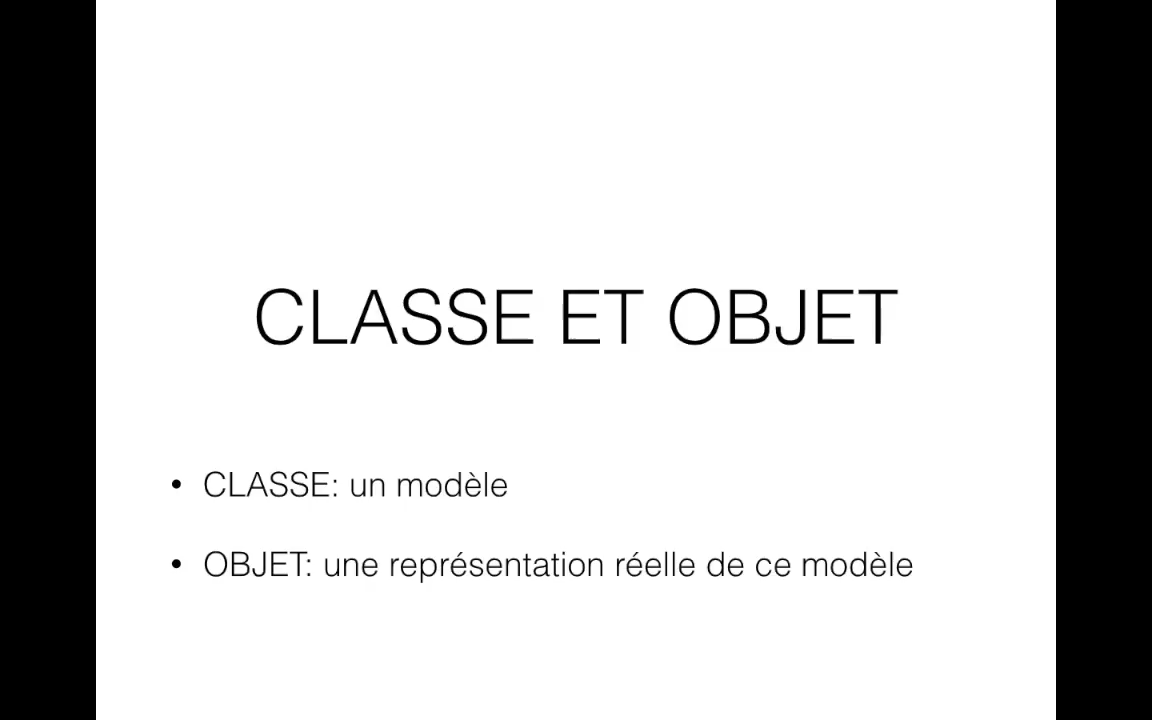 CLASSE ET OBJET
• CLASSE: un modèle
• OBJET: une représentation réelle de ce modèle